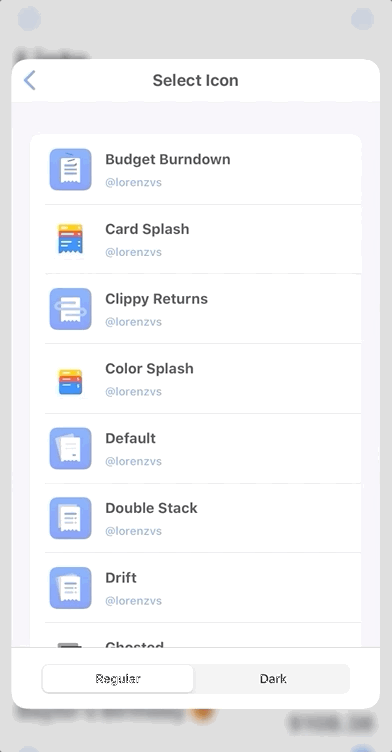 Select Icon
Budget Burndown
@lorenzvs
Card Splash
@lorenzvs
Clippy Returns
@lorenzvs
Color Splash
@lorenzvs
Default
@lorenzvs
Double Stack
@lorenzvs
Drift
@lorenzvs
Ghosted
Regular
Dark